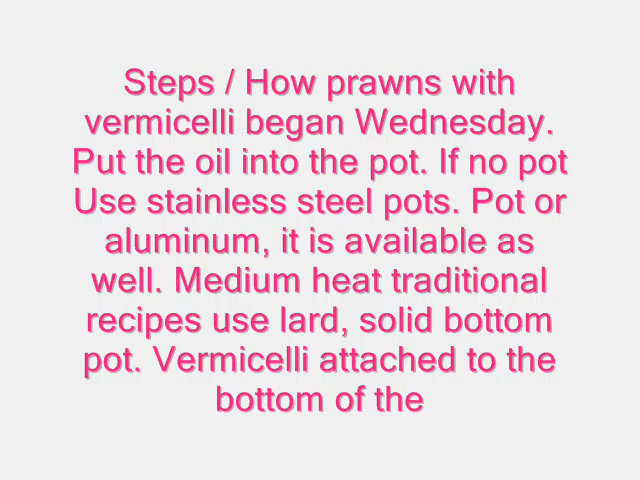 Steps / How prawns with
vermicelli began Wednesday.
Put the oil into the pot. If no pot
Use stainless steel pots. Pot or
aluminum, it is available as
well. Medium heat traditional
recipes use lard, solid bottom
pot. Vermicelli attached to the
bottom of the